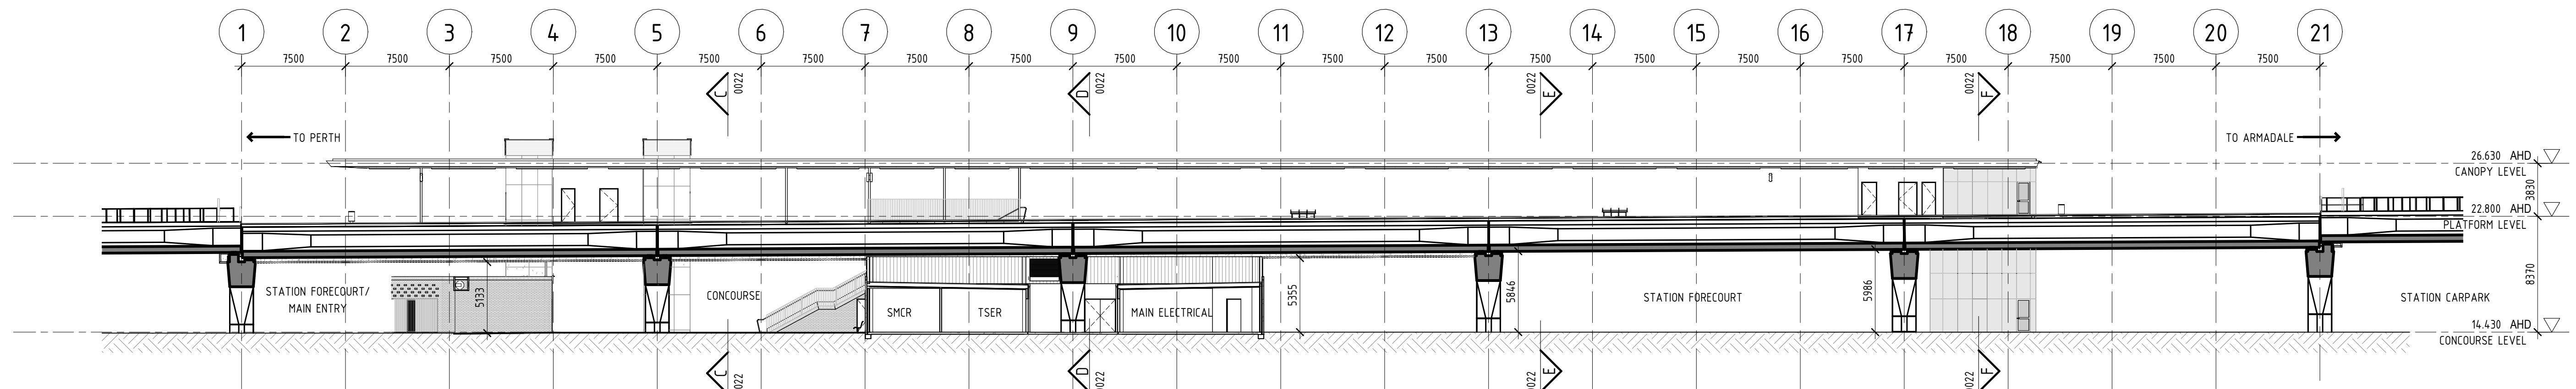 1 2 3 4 5 6 7 8 9 10 11 12 13 14 15 16 17 18 19 20 21
7500 7500 7500 7500 7500 7500 7500 7500 7500 7500 7500 7500 7500 7500 7500 7500 7500 7500 7500 7500
C 0022
D 0022
0022 E
0022 F
TO PERTH
TO ARMADALE
26.630 AHD
CANOPY LEVEL
3830
22.800 AHD
PLATFORM LEVEL
8370
STATION FORECOURT/
MAIN ENTRY
5133
CONCOURSE
SMCR
TSER
MAIN ELECTRICAL
5355
5846
STATION FORECOURT
5986
STATION CARPARK
14.430 AHD
CONCOURSE LEVEL
C 0022
D 0022
0022 E
0022 F